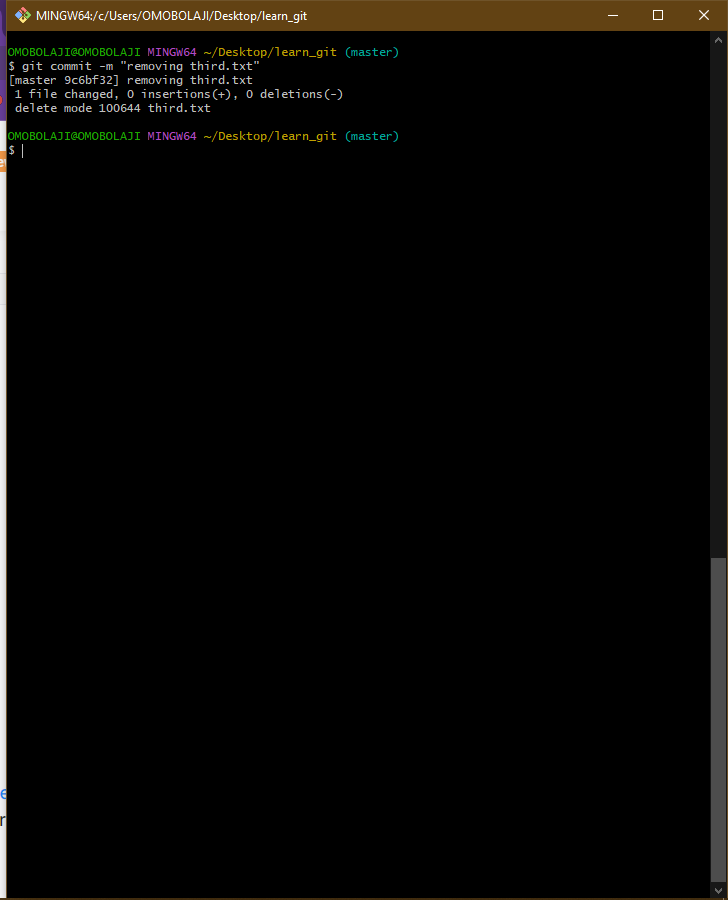 MINGW64:/c/Users/OMOBOLAJI/Desktop/learn_git
OMOBOLAJI@OMOBOLAJI MINGW64 ~/Desktop/learn_git (master)
$ git commit -m "removing third.txt"
[master 9c6bf32] removing third.txt
 1 file changed, 0 insertions(+), 0 deletions(-)
 delete mode 100644 third.txt
OMOBOLAJI@OMOBOLAJI MINGW64 ~/Desktop/learn_git (master)
$